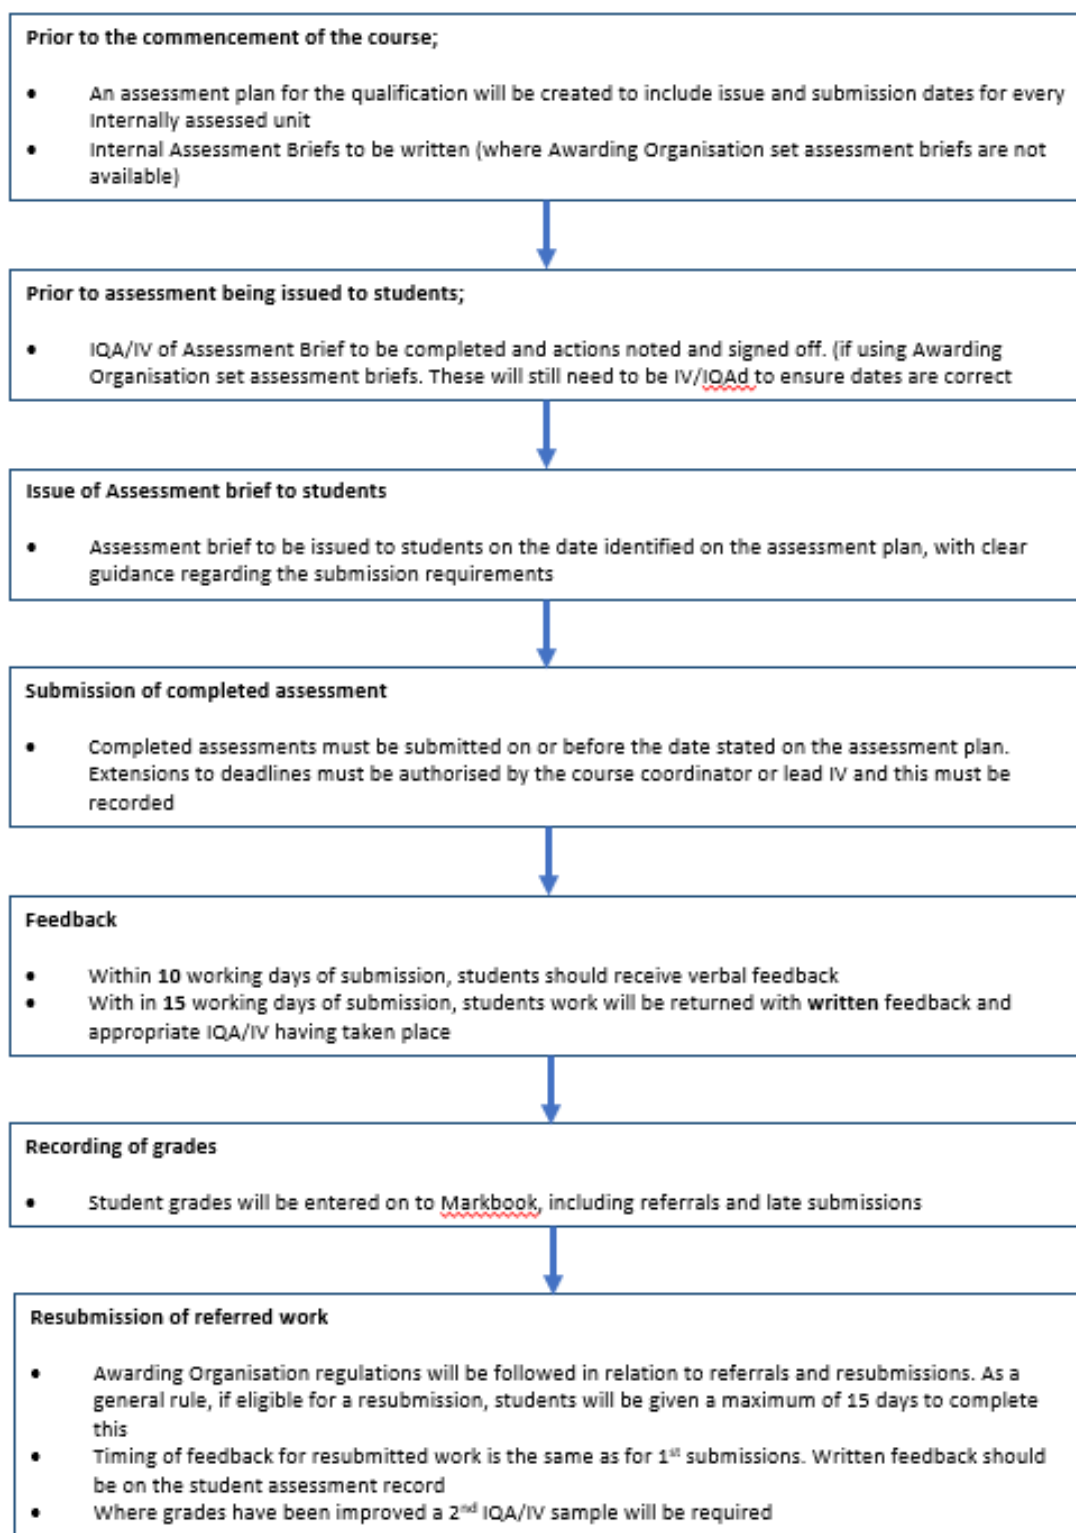 Prior to the commencement of the course;
• An assessment plan for the qualification will be created to include issue and submission dates for every
Internally assessed unit
• Internal Assessment Briefs to be written (where Awarding Organisation set assessment briefs are not
available)
Prior to assessment being issued to students;
• IQA/IV of Assessment Brief to be completed and actions noted and signed off. (if using Awarding
Organisation set assessment briefs. These will still need to be IV/IQAd to ensure dates are correct
Issue of Assessment brief to students
• Assessment brief to be issued to students on the date identified on the assessment plan, with clear
guidance regarding the submission requirements
Submission of completed assessment
• Completed assessments must be submitted on or before the date stated on the assessment plan.
Extensions to deadlines must be authorised by the course coordinator or lead IV and this must be
recorded
Feedback
• Within 10 working days of submission, students should receive verbal feedback
• With in 15 working days of submission, students work will be returned with written feedback and
appropriate IQA/IV having taken place
Recording of grades
• Student grades will be entered on to Markbook, including referrals and late submissions
Resubmission of referred work
• Awarding Organisation regulations will be followed in relation to referrals and resubmissions. As a
general rule, if eligible for a resubmission, students will be given a maximum of 15 days to complete
this
• Timing of feedback for resubmitted work is the same as for 1st submissions. Written feedback should
be on the student assessment record
• Where grades have been improved a 2nd IQA/IV sample will be required